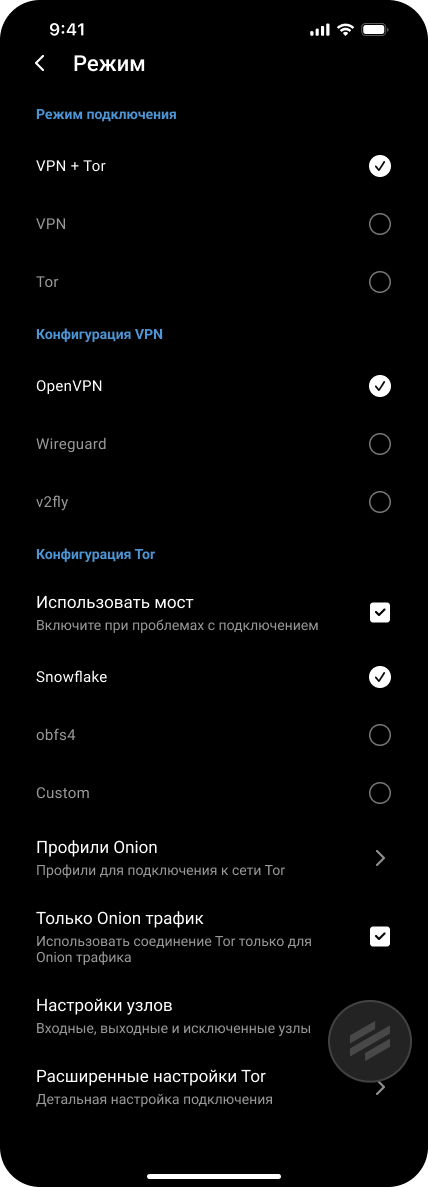 9:41
Режим
Режим подключения
VPN + Tor
VPN
Tor
Конфигурация VPN
OpenVPN
Wireguard
v2fly
Конфигурация Tor
Использовать мост
Включите при проблемах с подключением
Snowflake
obfs4
Custom
Профили Onion
Профили для подключения к сети Tor
Только Onion трафик
Использовать соединение Tor только для
Onion трафика
Настройки узлов
Входные, выходные и исключенные узлы
Расширенные настройки Tor
Детальная настройка подключения